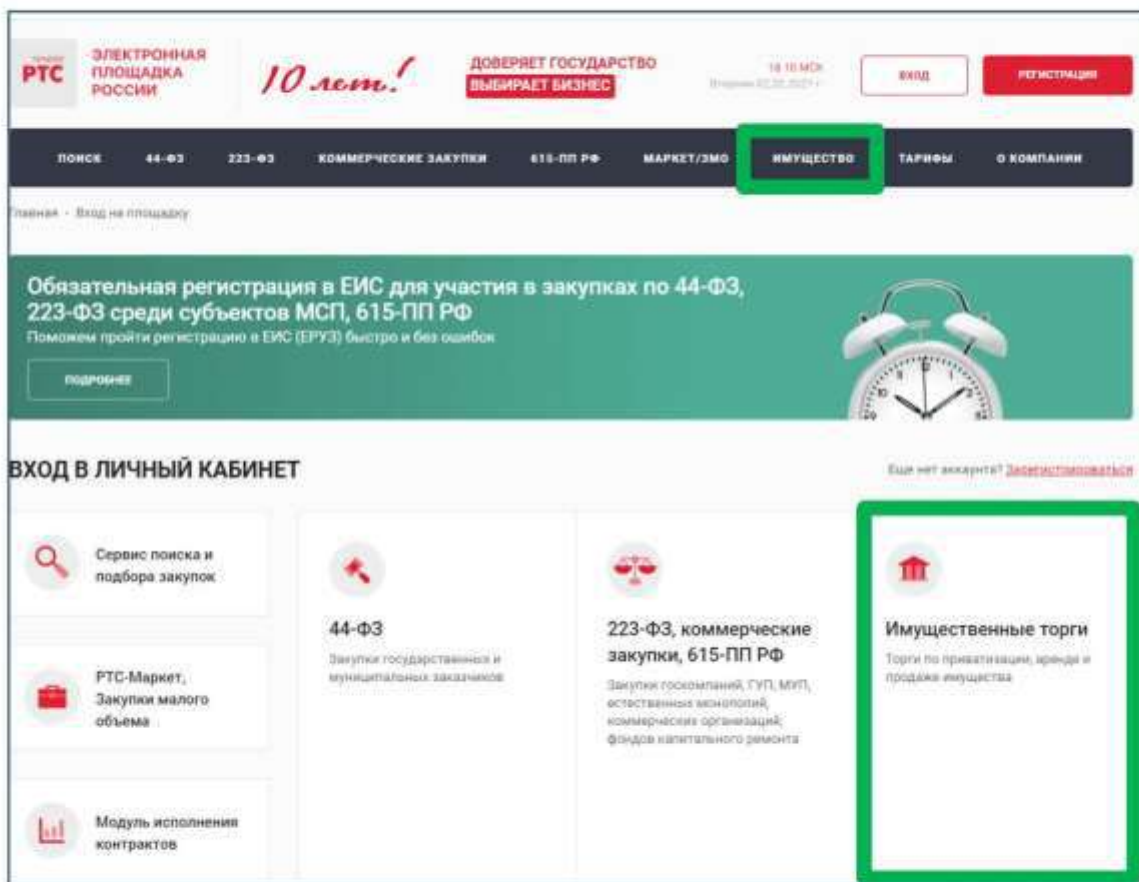 РТС
ЭЛЕКТРОННАЯ
ПЛОЩАДКА
РОССИИ
10 лет!
ДОВЕРЯЕТ ГОСУДАРСТВО
ВЫБИРАЕТ БИЗНЕС
МСК
ВХОД
РЕГИСТРАЦИЯ
ПОИСК 44-ФЗ 223-ФЗ КОММЕРЧЕСКИЕ ЗАКУПКИ 615-ПП РФ МАРКЕТ/ЗМО ИМУЩЕСТВО ТАРИФЫ О КОМПАНИИ
Главная - Вход на площадку
Обязательная регистрация в ЕИС для участия в закупках по 44-ФЗ,
223-ФЗ среди субъектов МСП, 615-ПП РФ
Поможем пройти регистрацию в ЕИС (ЕРУЗ) быстро и без ошибок
ПОДРОБНЕЕ
ВХОД В ЛИЧНЫЙ КАБИНЕТ
Еще нет аккаунта? Зарегистрироваться
Сервис поиска и
подбора закупок
РТС-Маркет,
Закупки малого
объема
Модуль исполнения
контрактов
44-ФЗ
Закупки государственных и
муниципальных заказчиков
223-ФЗ, коммерческие
закупки, 615-ПП РФ
Закупки госкомпаний, ГУП, МУП,
естественных монополий,
коммерческих организаций,
фондов капитального ремонта
Имущественные торги
Торги по приватизации, аренде и
продаже имущества